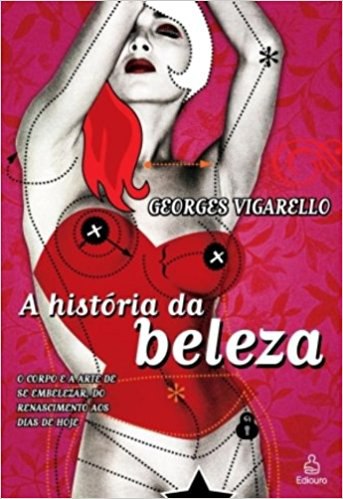 GEORGES VIGARELLO
A história da
beleza
O CORPO E A ARTE DE
SE EMBELEZAR, DO
RENASCIMENTO AOS
DIAS DE HOJE
Ediouro